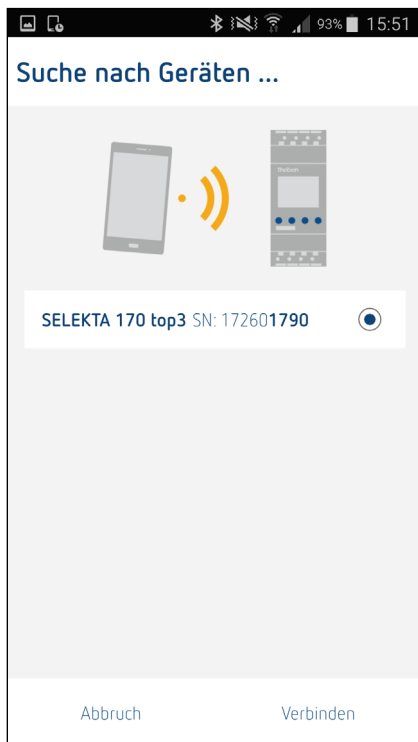 93% 15:51
Suche nach Geräten ...
theben
SELEKTA 170 top3 SN: 172601790
Abbruch Verbinden